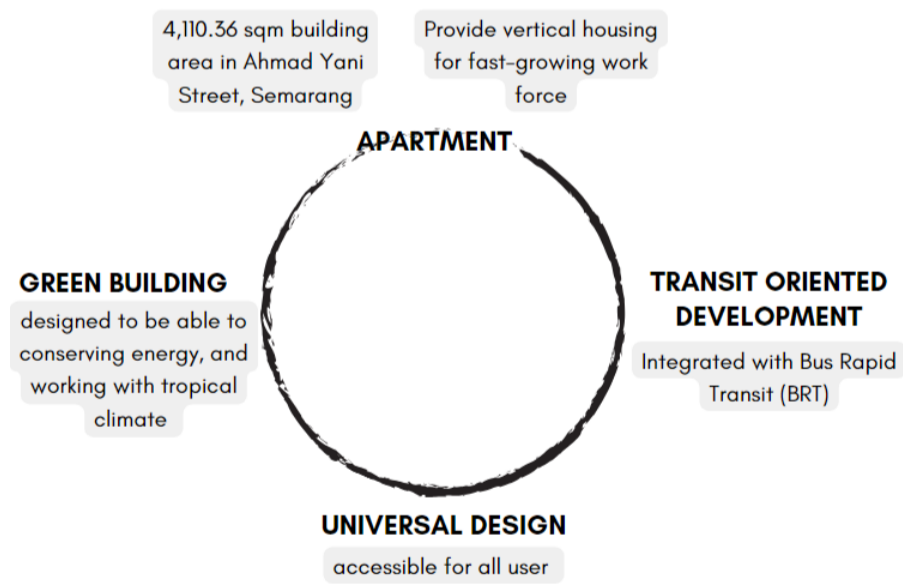 4,110.36 sqm building
area in Ahmad Yani
Street, Semarang
Provide vertical housing
for fast-growing work
force
APARTMENT
GREEN BUILDING
designed to be able to
conserving energy, and
working with tropical
climate
TRANSIT ORIENTED
DEVELOPMENT
Integrated with Bus Rapid
Transit (BRT)
UNIVERSAL DESIGN
accessible for all user